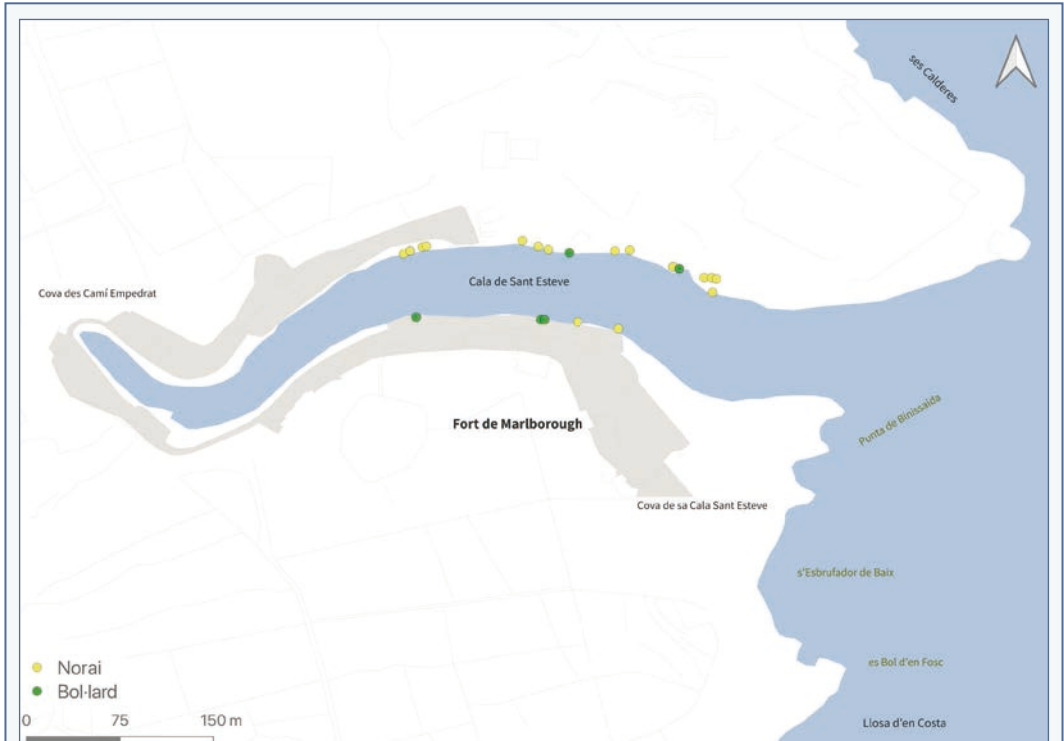 ses Calderes
Cala de Sant Esteve
Cova des Camí Empedrat
Punta de Binissaida
Fort de Marlborough
Cova de sa Cala Sant Esteve
s'Esbrufador de Baix
es Bol d'en Fosc
Norai
Bol·lard
0 75 150 m
Llosa d'en Costa